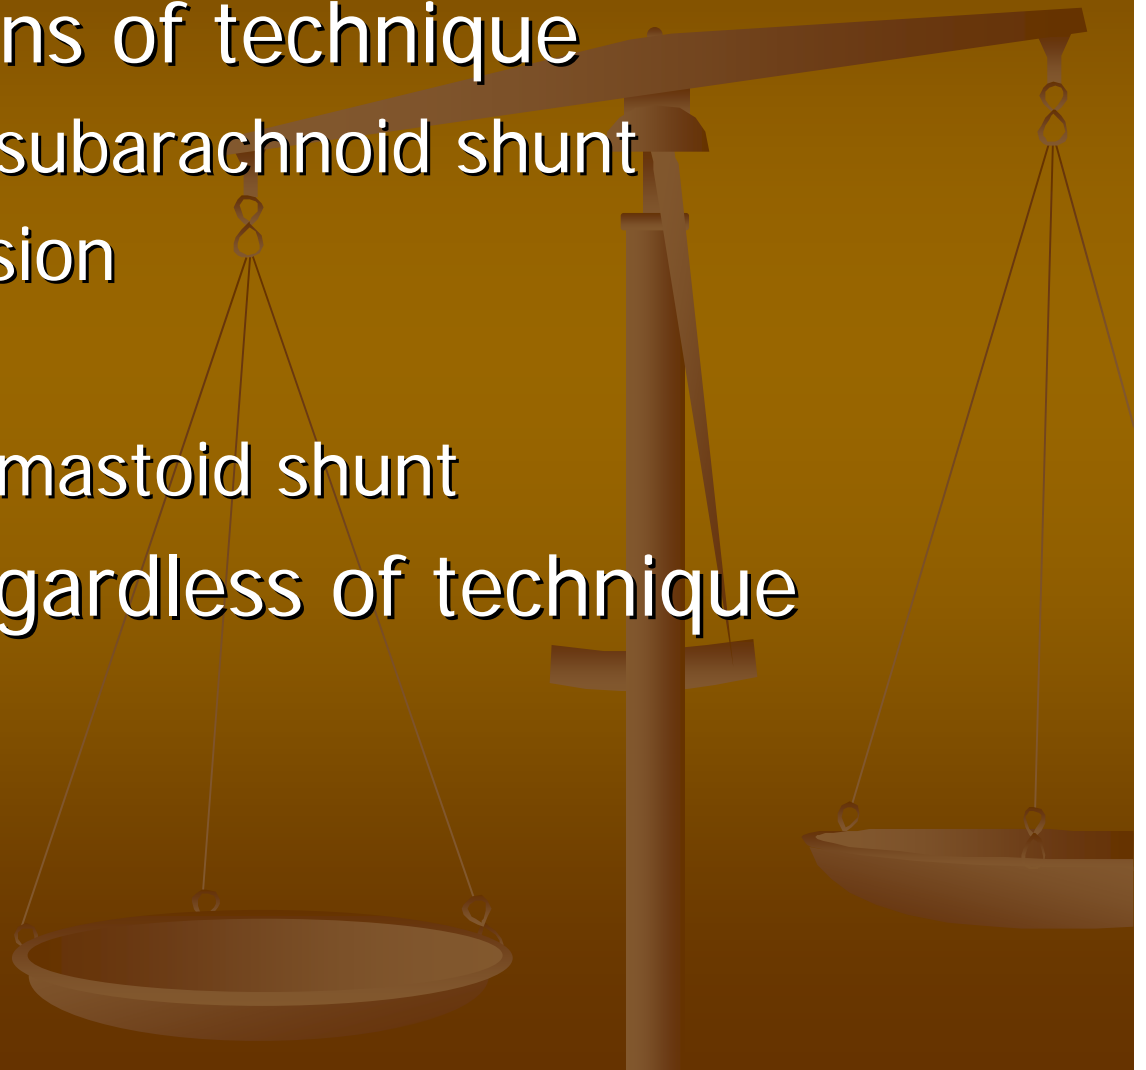 ns of technique
subarachnoid shunt
sion
mastoid shunt
gardless of technique